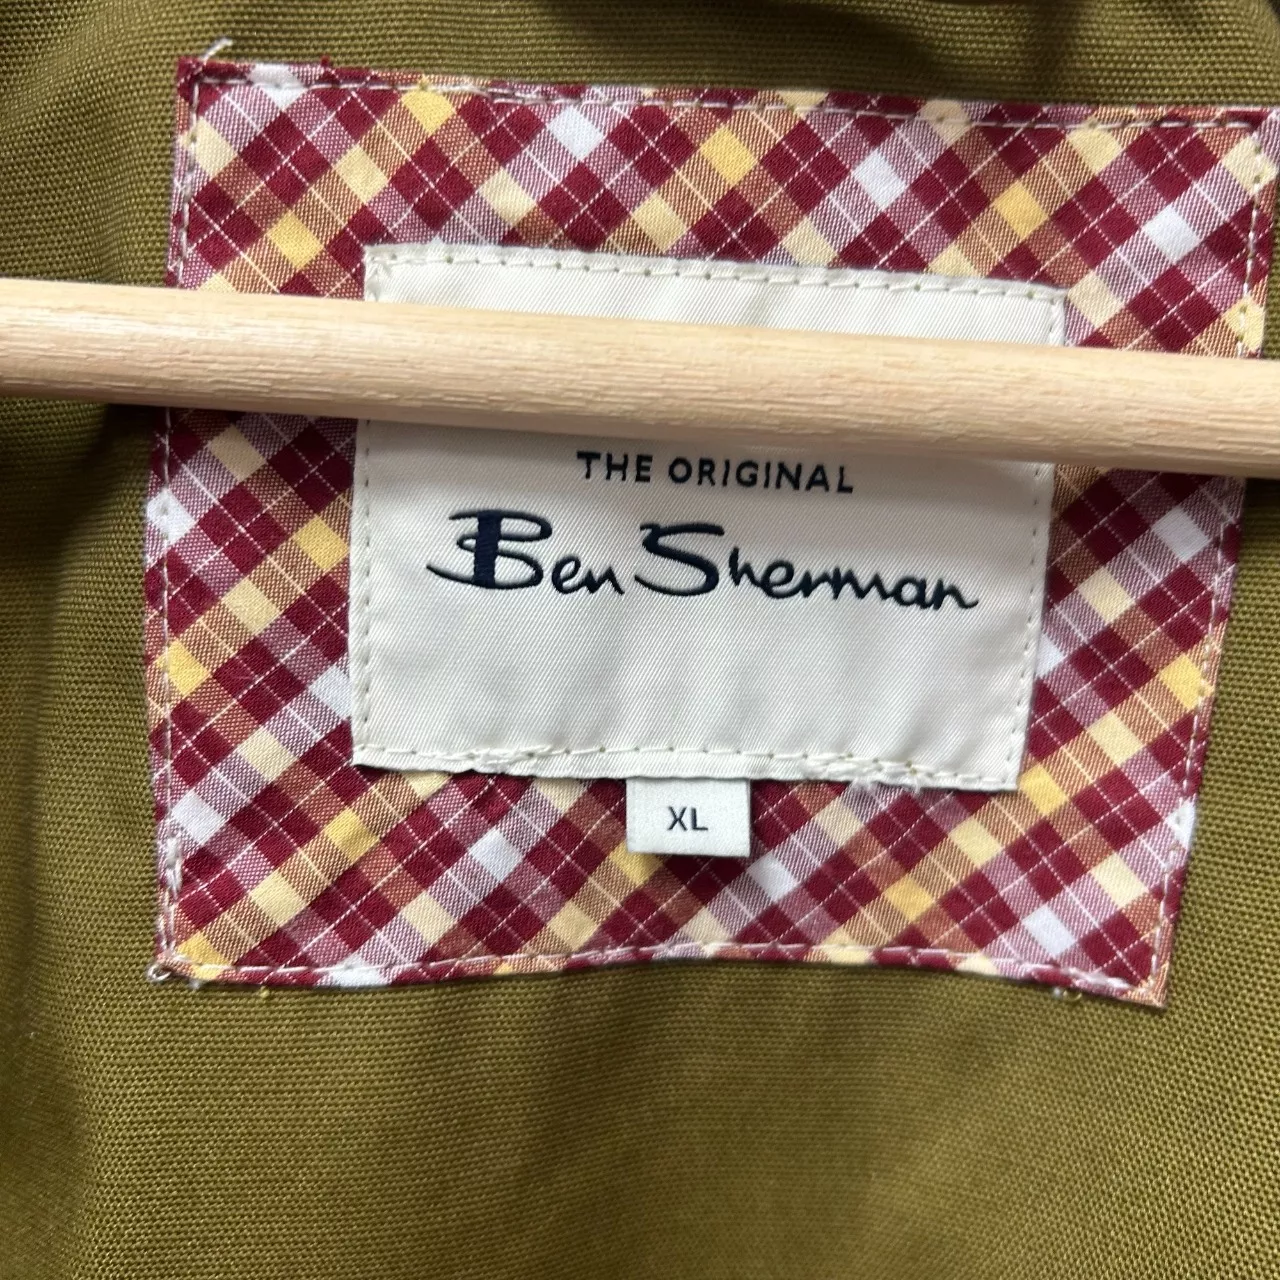 THE ORIGINAL
Ben Sherman
XL